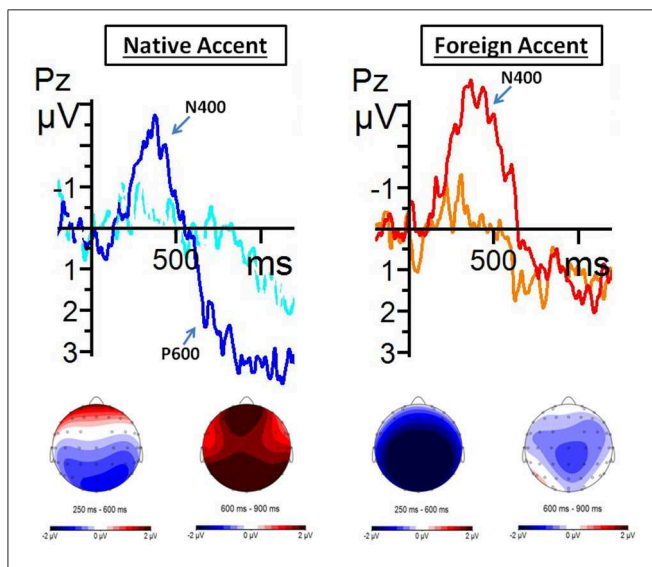 Native Accent
Foreign Accent
Pz
µV
N400
-1
500
ms
1
2
3
P600
Pz
µV
N400
-1
500
ms
1
2
3
250 ms - 600 ms
-2 µV
0 µV
2 µV
600 ms - 900 ms
-2 µV
0 µV
2 µV
250 ms - 600 ms
-2 µV
0 µV
2 µV
600 ms - 900 ms
-2 µV
0 µV
2 µV